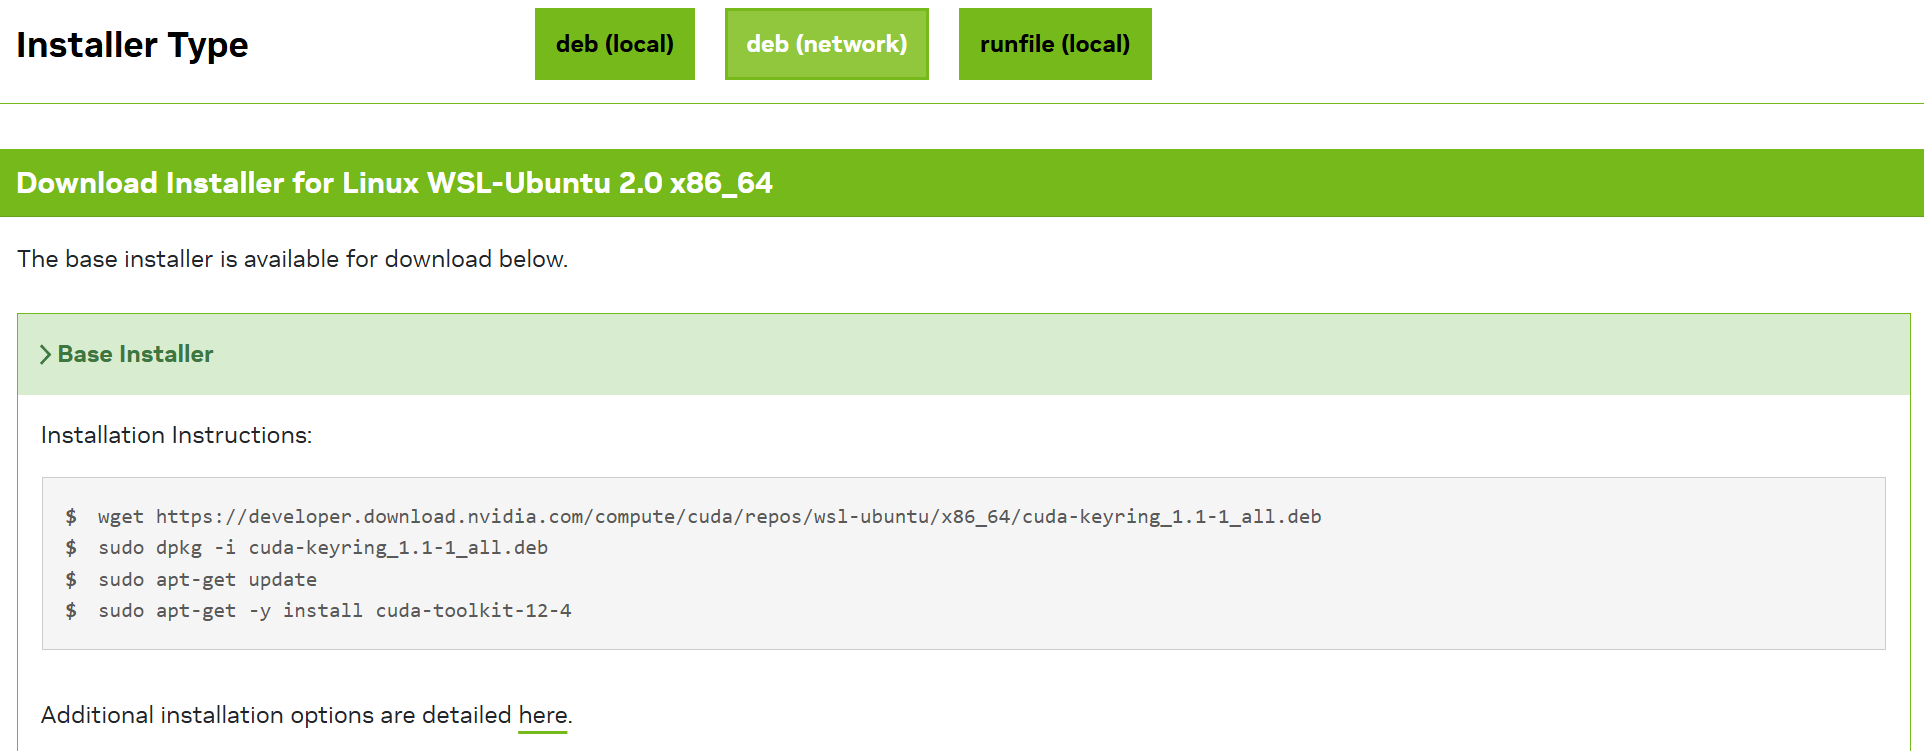 Installer Type
deb (local) deb (network) runfile (local)
Download Installer for Linux WSL-Ubuntu 2.0 x86_64
The base installer is available for download below.
Base Installer
Installation Instructions:
$ wget https://developer.download.nvidia.com/compute/cuda/repos/wsl-ubuntu/x86_64/cuda-keyring_1.1-1_all.deb
$ sudo dpkg -i cuda-keyring_1.1-1_all.deb
$ sudo apt-get update
$ sudo apt-get -y install cuda-toolkit-12-4
Additional installation options are detailed here.